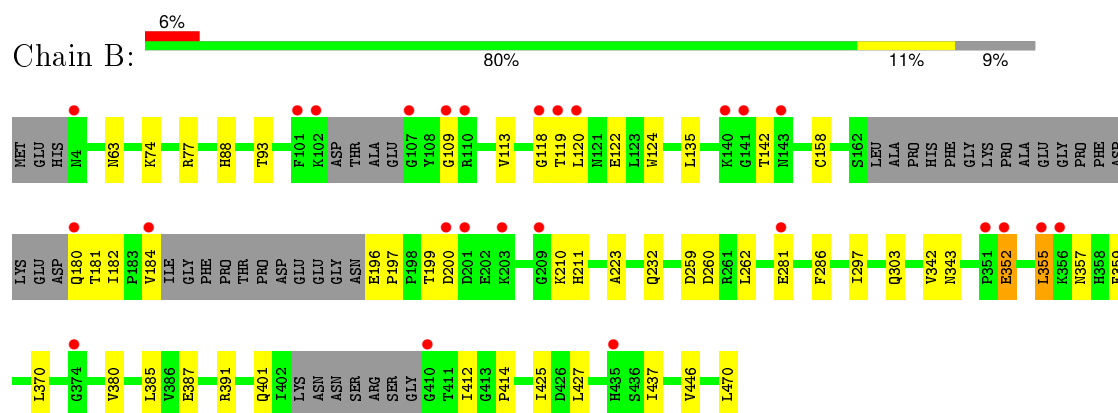 6%
Chain B:
80% 11% 9%
MET GLU HIS N4 N63 K74 R77 H88 T93 F101 K102 ASP THR ALA GLU G107 Y108 G109 R110 V113 G118 T119 L120 N121 E122 L123 W124 L135 K140 G141 T142 N143 C158 S162 LEU ALA PRO HIS PHE GLY LYS PRO ALA GLU GLY PRO PHE ASP
LYS GLU ASP Q180 T181 I182 P183 V184 ILE GLY PHE PRO THR PRO ASP GLU GLU GLY ASN E196 P197 P198 T199 D200 D201 E202 K203 G209 K210 H211 A223 Q232 D259 D260 R261 L262 E281 F286 I297 Q303 V342 N343 P351 E352 L355 K356 N357 H358 E359
L370 G374 V380 L385 V386 E387 R391 Q401 I402 LYS ASN ASN SER ARG SER GLY G410 T411 I412 G413 P414 I425 D426 L427 H435 S436 I437 V446 L470